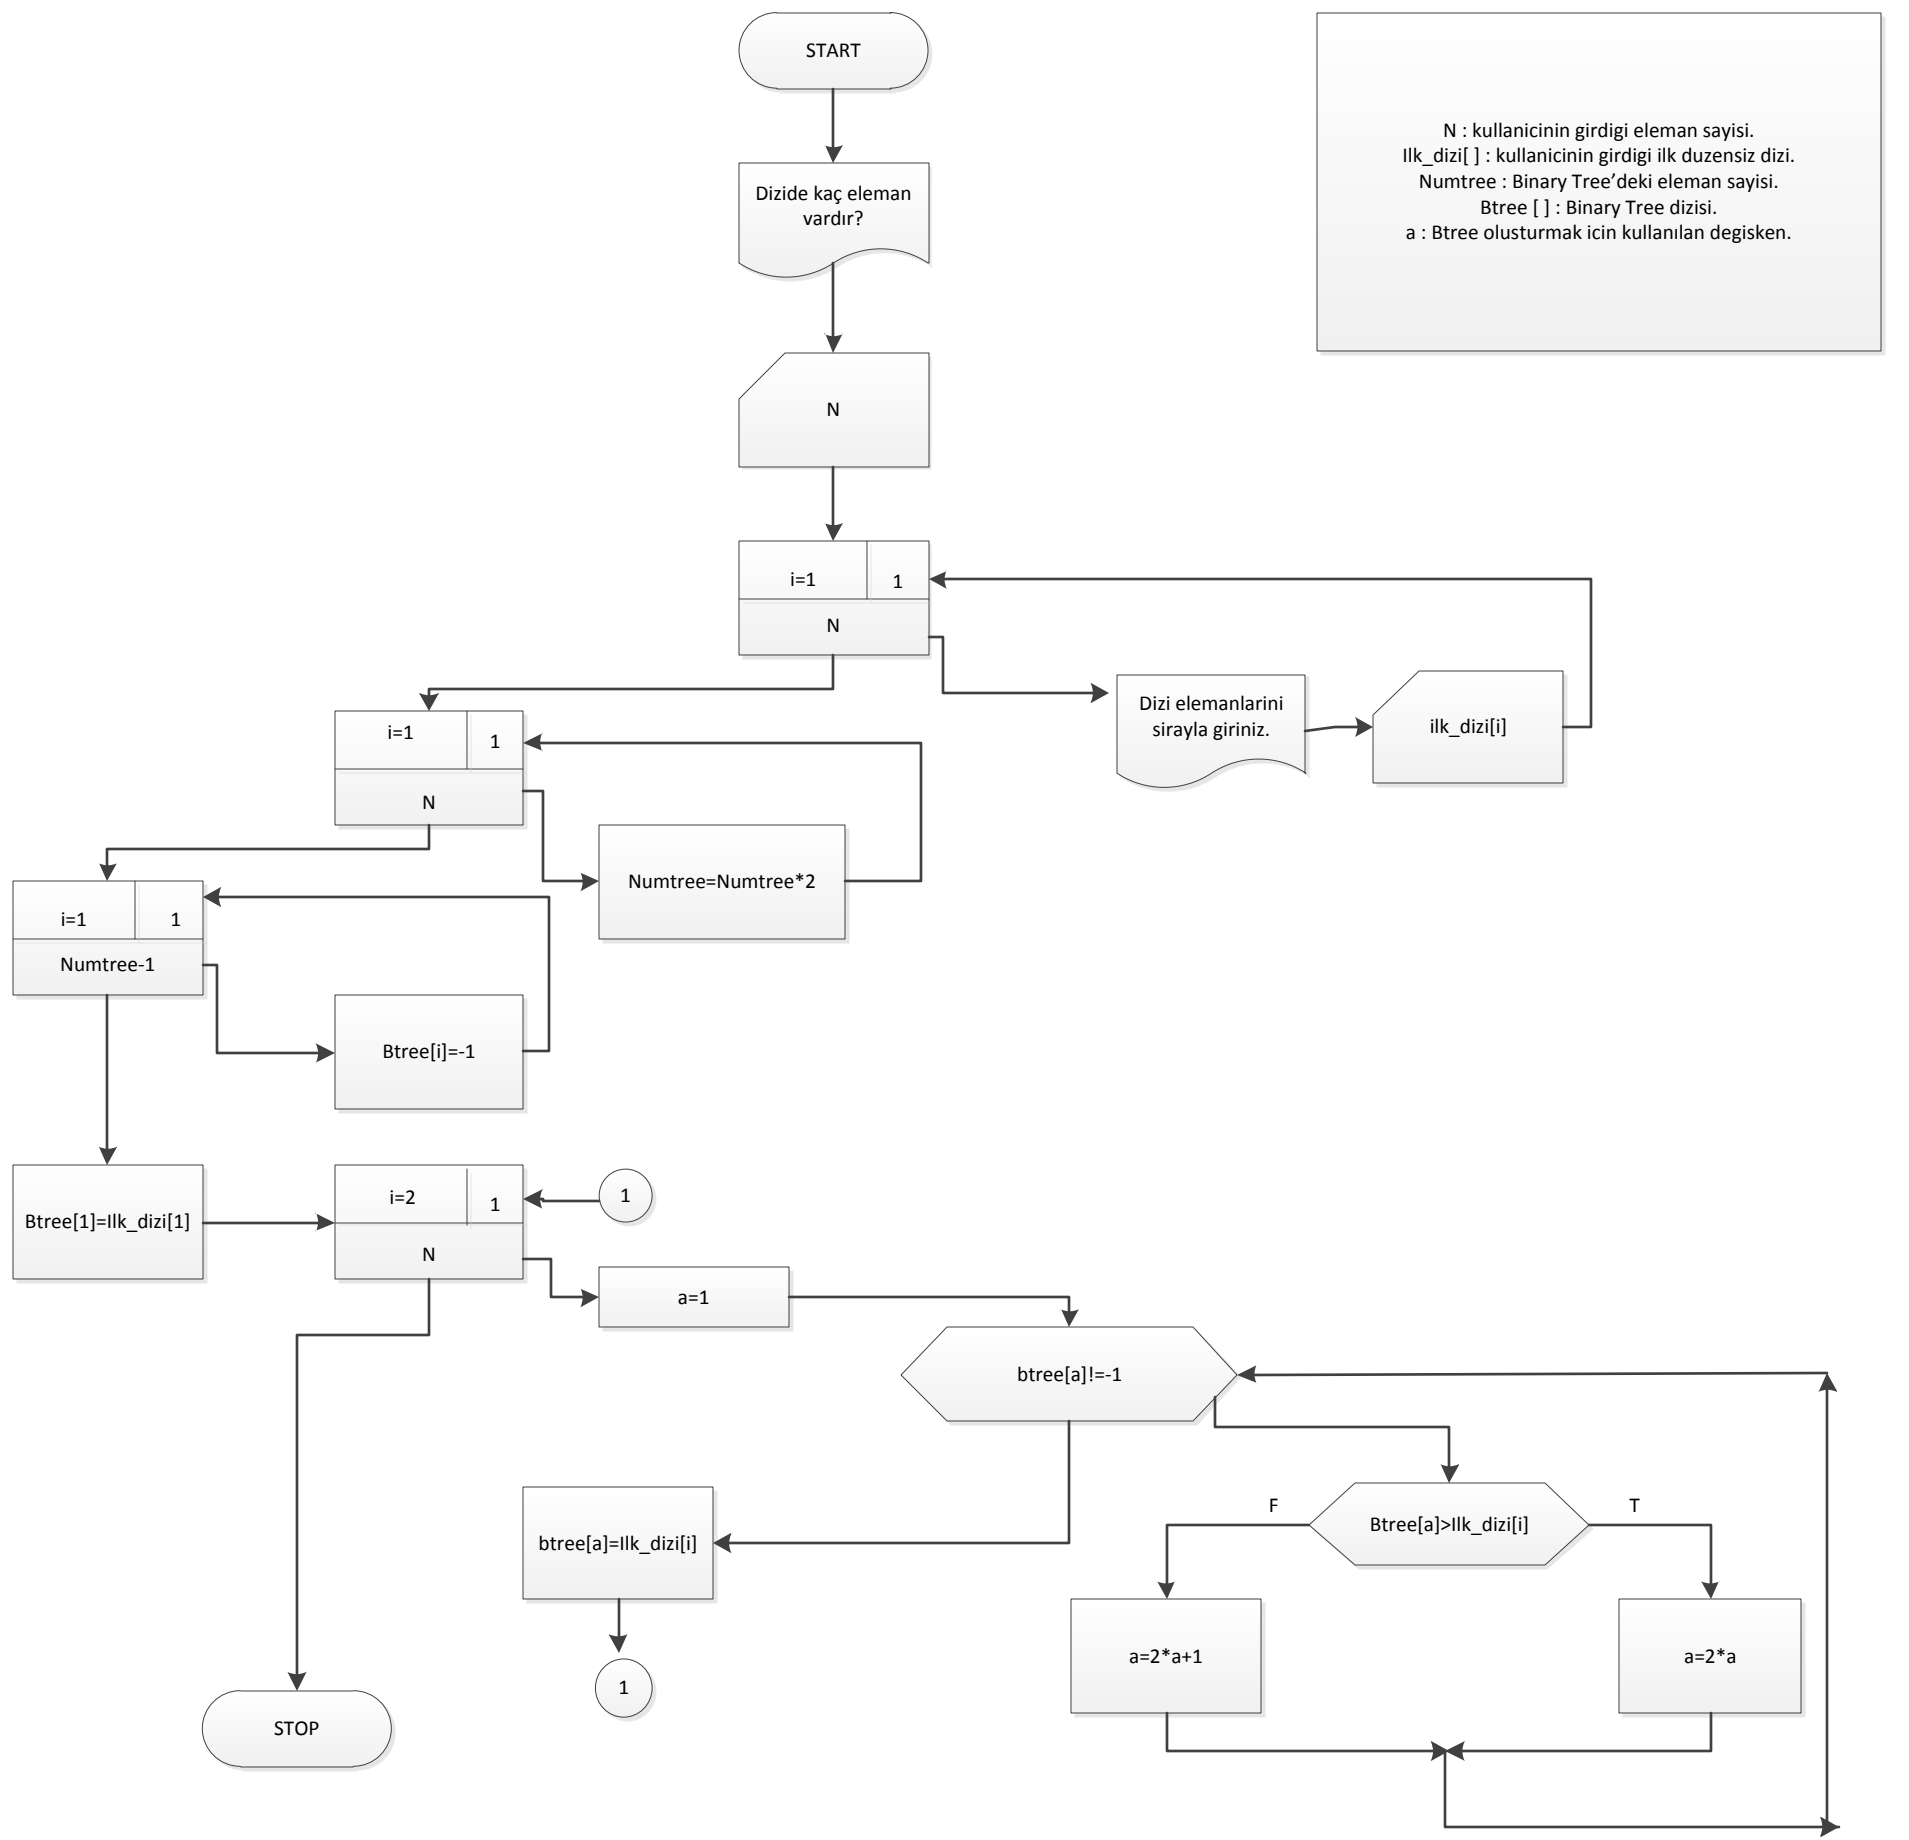 START
N : kullanicinin girdigi eleman sayisi.
Ilk_dizi[ ] : kullanicinin girdigi ilk duzensiz dizi.
Numtree : Binary Tree’deki eleman sayisi.
Btree [ ] : Binary Tree dizisi.
a : Btree olusturmak icin kullanılan degisken.
Dizide kaç eleman
vardır?
N
i=1
1
N
Dizi elemanlarini
sirayla giriniz.
ilk_dizi[i]
i=1
1
N
Numtree=Numtree*2
i=1
1
Numtree-1
Btree[i]=-1
Btree[1]=Ilk_dizi[1]
i=2
1
N
1
a=1
btree[a]!=-1
btree[a]=Ilk_dizi[i]
F
Btree[a]>Ilk_dizi[i]
T
a=2*a+1
a=2*a
1
STOP